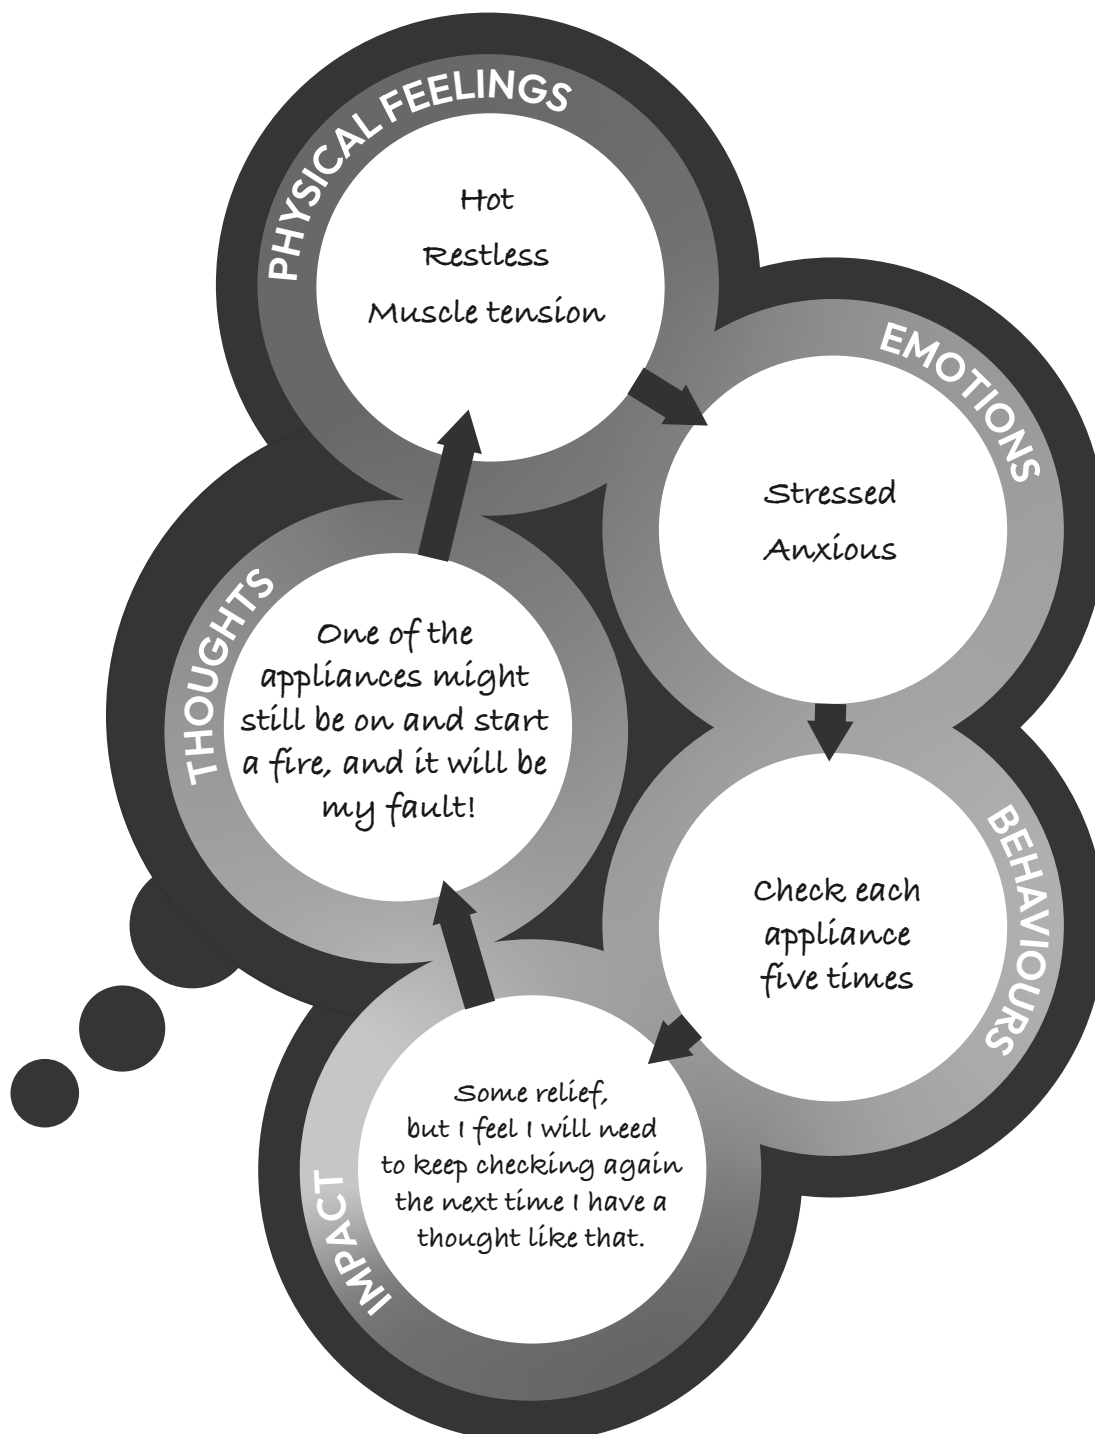 PHYSICAL FEELINGS
Hot
Restless
Muscle tension
EMOTIONS
Stressed
Anxious
BEHAVIOURS
Check each
appliance
five times
IMPACT
Some relief,
but I feel I will need
to keep checking again
the next time I have a
thought like that.
THOUGHTS
One of the
appliances might
still be on and start
a fire, and it will be
my fault!